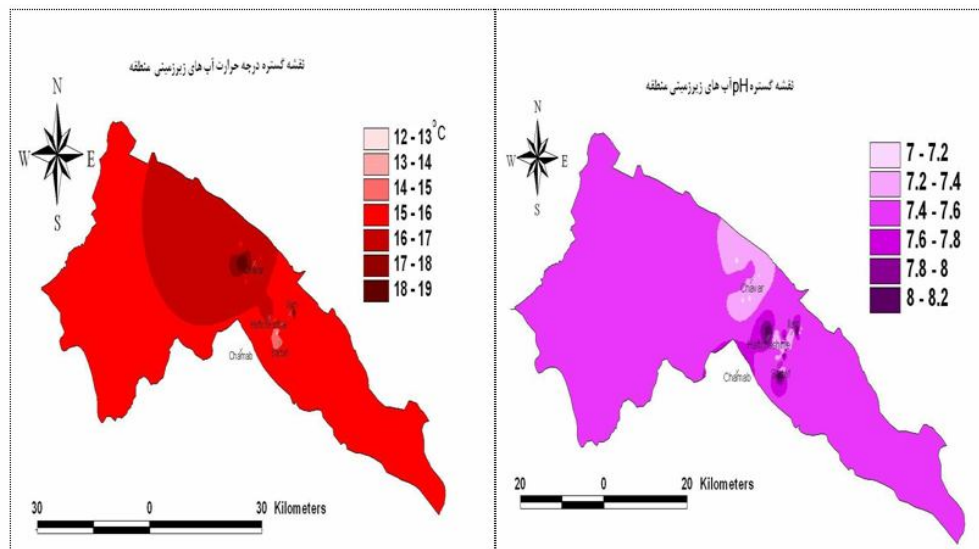 نقشه گستره درجه حرارت آب های زیرزمینی منطقه
N
W E
S
12 - 13°C
13 - 14
14 - 15
15 - 16
16 - 17
17 - 18
18 - 19
Chamab
30 0 30 Kilometers
نقشه گستره pH آب های زیرزمینی منطقه
N
W E
S
7 - 7.2
7.2 - 7.4
7.4 - 7.6
7.6 - 7.8
7.8 - 8
8 - 8.2
Chavar
Chamab
20 0 20 Kilometers